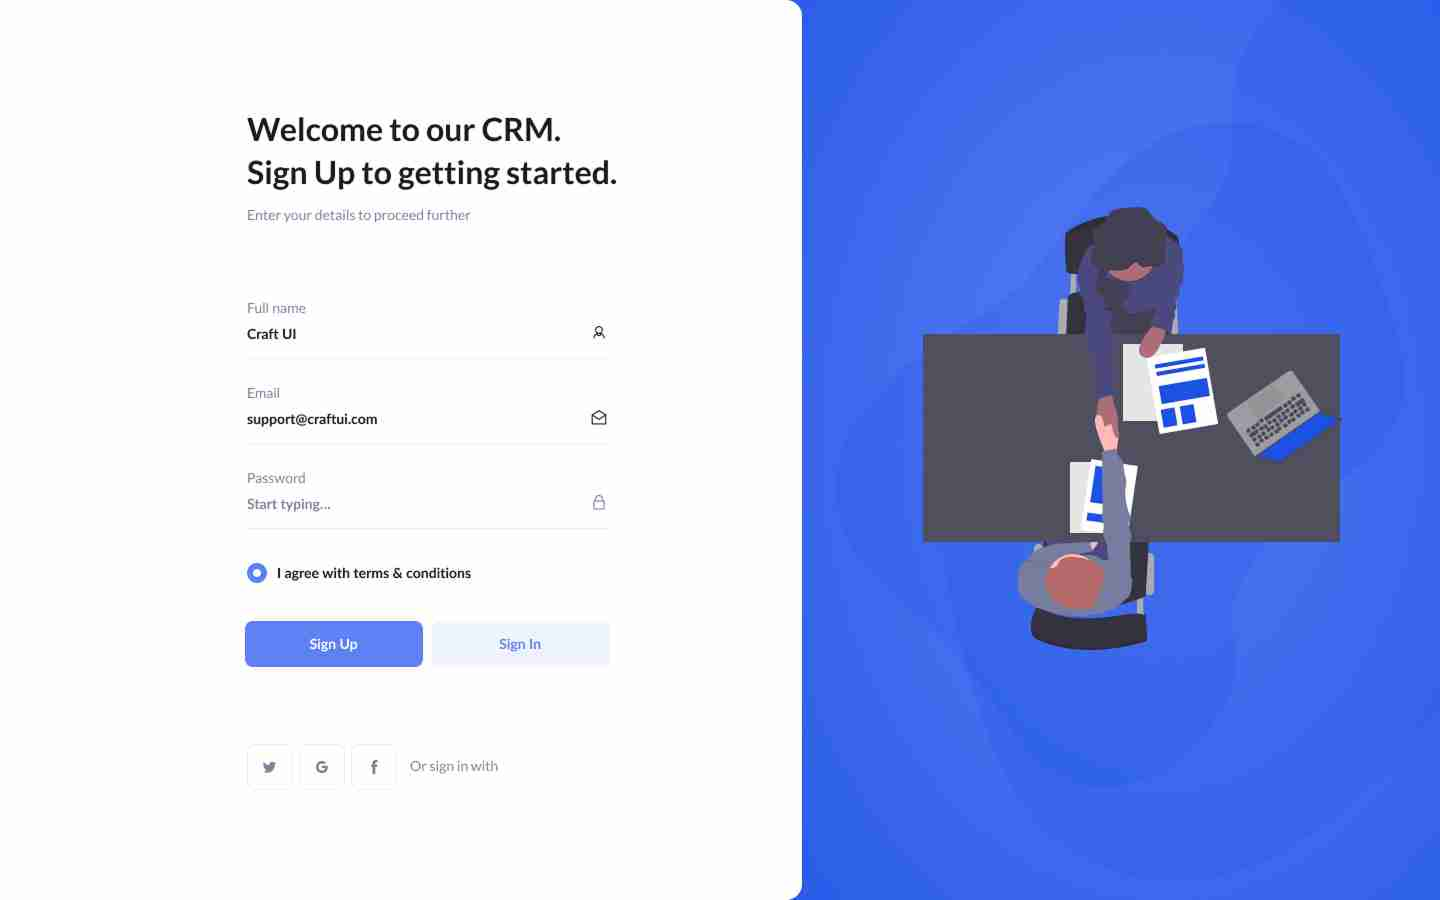 Welcome to our CRM.
Sign Up to getting started.
Enter your details to proceed further
Full name
Craft UI
Email
support@craftui.com
Password
Start typing...
I agree with terms & conditions
Sign Up
Sign In
Or sign in with